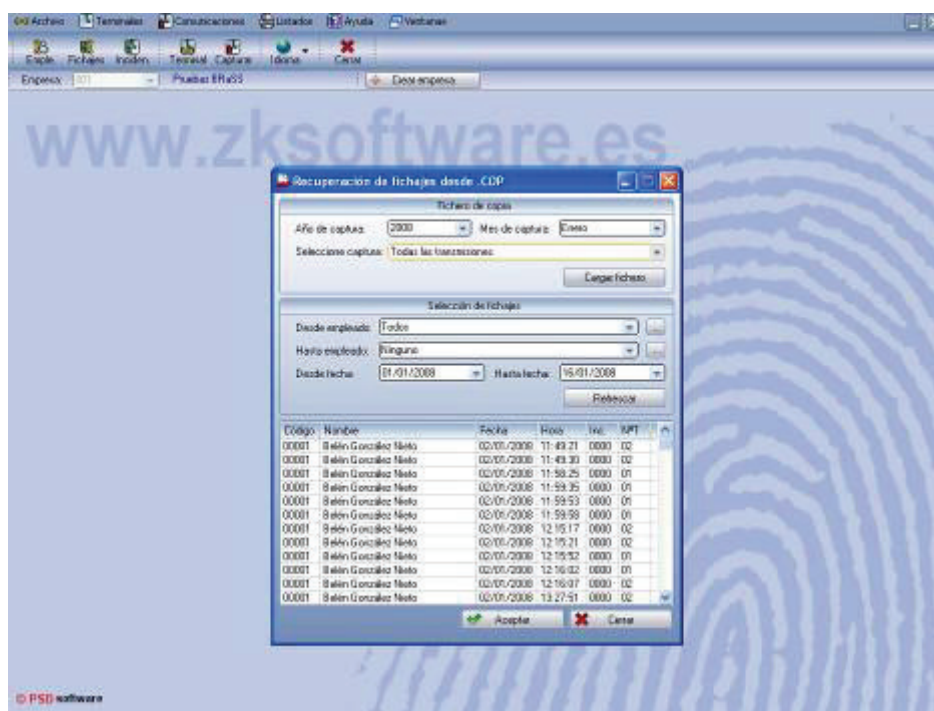 Archivo Terminales Comunicaciones Listados Ayuda Ventanas
Emple. Fichajes Inciden. Terminal Capturar Idioma Cerrar
Empresa: 001 Pruebas BRaSS Crear empresa
www.zksoftware.es
Recuperación de fichajes desde .CDP
Fichero de copia
Año de captura: 2008 Mes de captura: Enero
Seleccione captura: Todas las transmisiones
Cargar fichero
Selección de fichajes
Desde empleado: Todos ...
Hasta empleado: Ninguno ...
Desde fecha: 01/01/2008 Hasta fecha: 16/01/2008
Refrescar
Código Nombre Fecha Hora Inc. NºT
00001 Belén González Nieto 02/01/2008 11:49:21 0000 02
00001 Belén González Nieto 02/01/2008 11:49:30 0000 02
00001 Belén González Nieto 02/01/2008 11:58:25 0000 01
00001 Belén González Nieto 02/01/2008 11:59:35 0000 01
00001 Belén González Nieto 02/01/2008 11:59:53 0000 01
00001 Belén González Nieto 02/01/2008 11:59:58 0000 01
00001 Belén González Nieto 02/01/2008 12:15:17 0000 02
00001 Belén González Nieto 02/01/2008 12:15:21 0000 02
00001 Belén González Nieto 02/01/2008 12:15:52 0000 01
00001 Belén González Nieto 02/01/2008 12:16:02 0000 01
00001 Belén González Nieto 02/01/2008 12:16:07 0000 02
00001 Belén González Nieto 02/01/2008 13:27:51 0000 02
Aceptar Cerrar
© PSD software